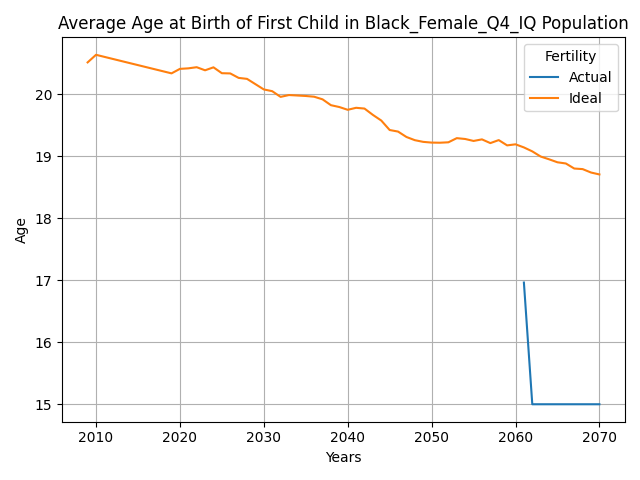 Average Age at Birth of First Child in Black_Female_Q4_IQ Population
Fertility
Actual
Ideal
Age
20
19
18
17
16
15
2010 2020 2030 2040 2050 2060 2070
Years